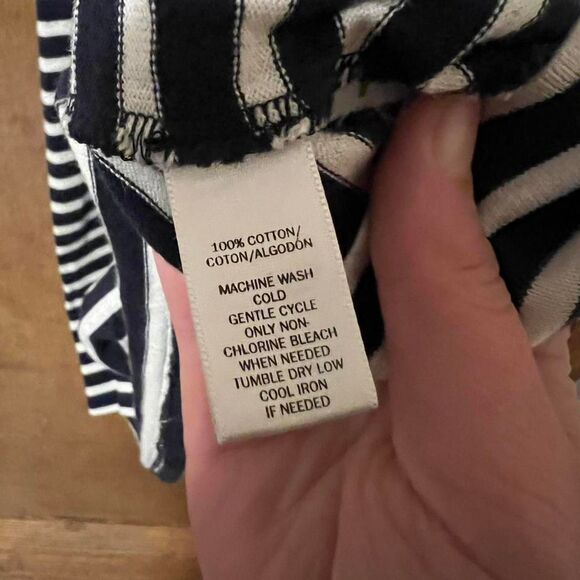 100% COTTON/
COTON/ALGODÓN
MACHINE WASH
COLD
GENTLE CYCLE
ONLY NON-
CHLORINE BLEACH
WHEN NEEDED
TUMBLE DRY LOW
COOL IRON
IF NEEDED